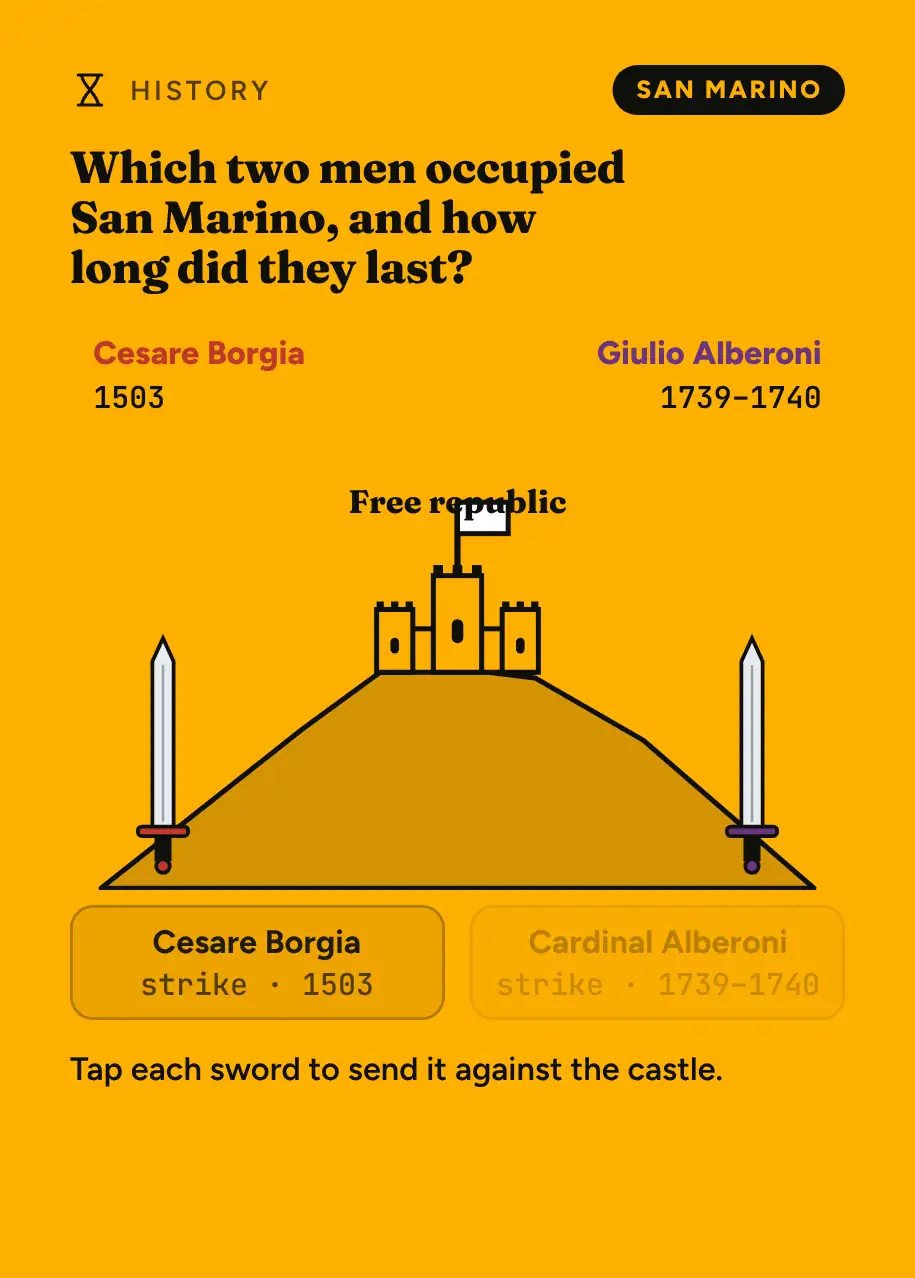 HISTORY
SAN MARINO
Which two men occupied
San Marino, and how
long did they last?
Cesare Borgia
1503
Giulio Alberoni
1739–1740
Free republic
Cesare Borgia
strike · 1503
Cardinal Alberoni
strike · 1739–1740
Tap each sword to send it against the castle.